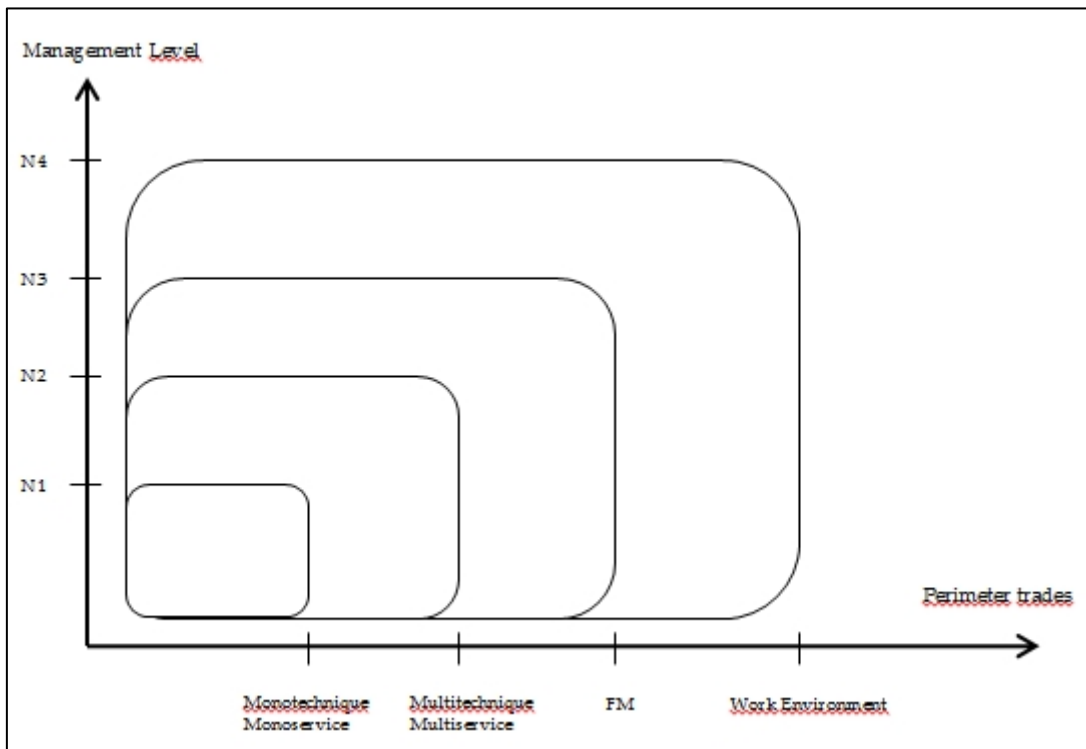 Management Level
N4
N3
N2
N1
Perimeter trades
Monotechnique
Monoservice
Multitechnique
Multiservice
FM
Work Environment